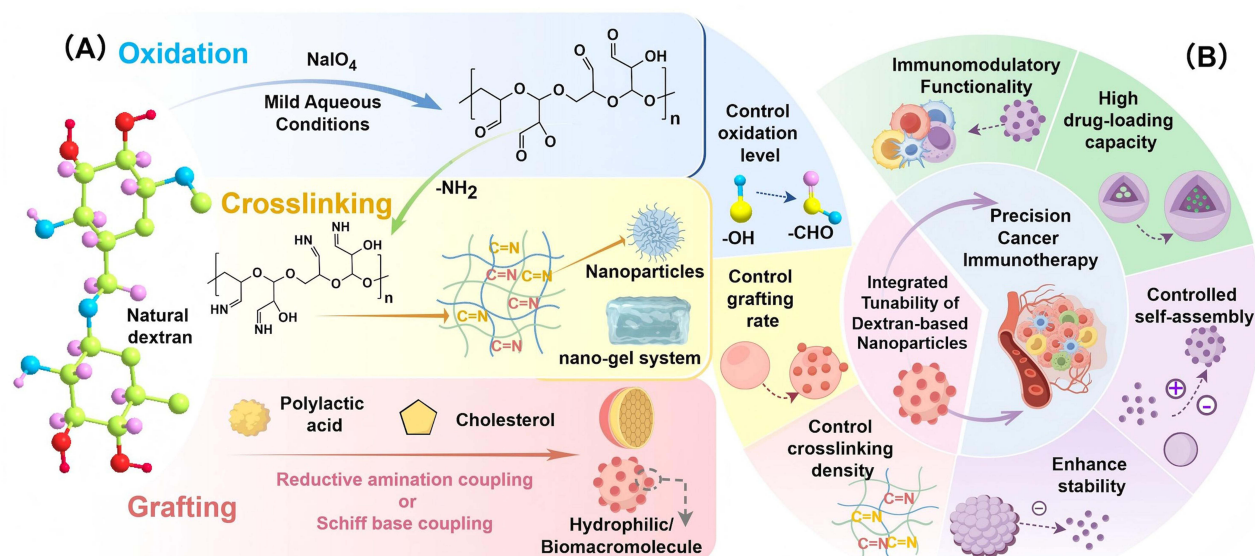 (A)
Oxidation
NaIO4
Mild Aqueous
Conditions
O
O
O
OH
O
O
O
O
O
O
n
-NH2
Crosslinking
NH
NH
OH
O
O
O
O
NH
OH
NH
n
C=N
C=N
C=N
C=N
C=N
C=N
Nanoparticles
nano-gel system
Natural
dextran
Polylactic
acid
Cholesterol
Reductive amination coupling
or
Schiff base coupling
Grafting
Hydrophilic/
Biomacromolecule
(B)
Control
oxidation
level
-OH
-CHO
Control
grafting
rate
Control
crosslinking
density
C=N
C=N
C=N
C=N
Immunomodulatory
Functionality
High
drug-loading
capacity
Precision
Cancer
Immunotherapy
Integrated
Tunability of
Dextran-based
Nanoparticles
Controlled
self-assembly
+
-
Enhance
stability
-